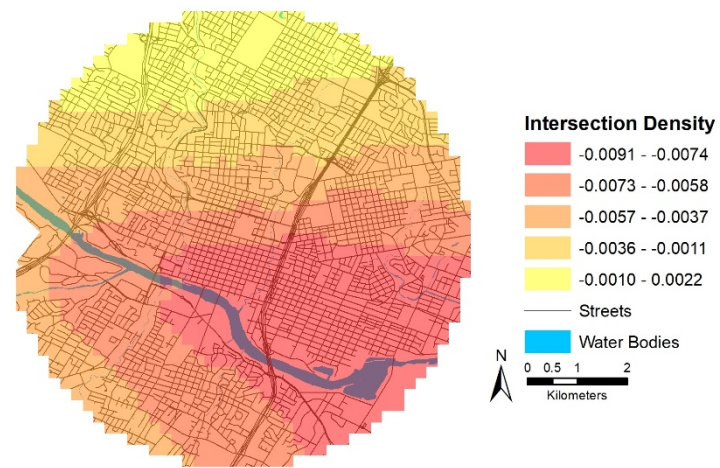 Intersection Density
-0.0091 - -0.0074
-0.0073 - -0.0058
-0.0057 - -0.0037
-0.0036 - -0.0011
-0.0010 - 0.0022
Streets
Water Bodies
N
0 0.5 1 2
Kilometers